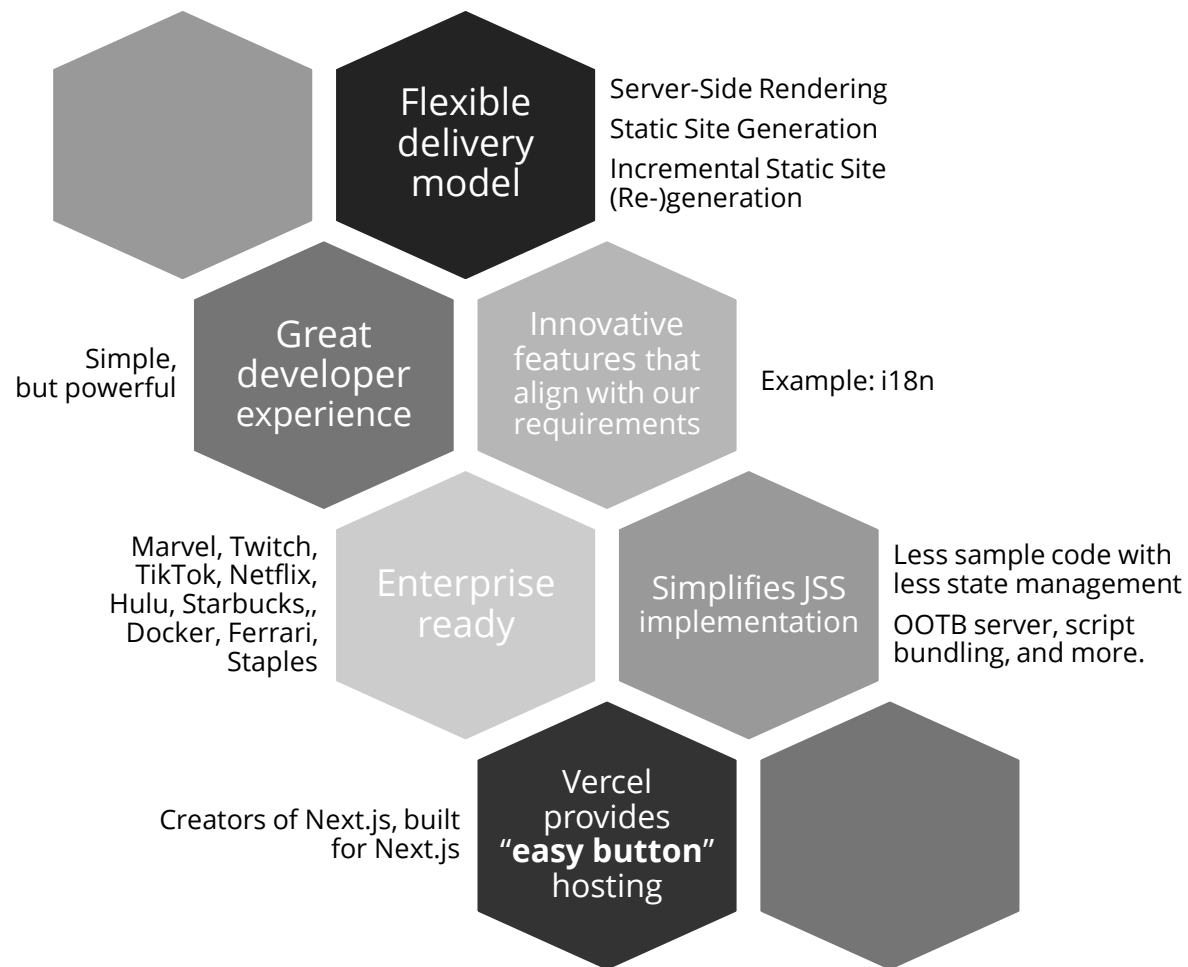 Flexible
delivery
model
Server-Side Rendering
Static Site Generation
Incremental Static Site
(Re-)generation
Simple,
but powerful
Great
developer
experience
Innovative
features that
align with our
requirements
Example: i18n
Marvel, Twitch,
TikTok, Netflix,
Hulu, Starbucks,,
Docker, Ferrari,
Staples
Enterprise
ready
Simplifies JSS
implementation
Less sample code with
less state management
OOTB server, script
bundling, and more.
Creators of Next.js, built
for Next.js
Vercel
provides
“easy button”
hosting